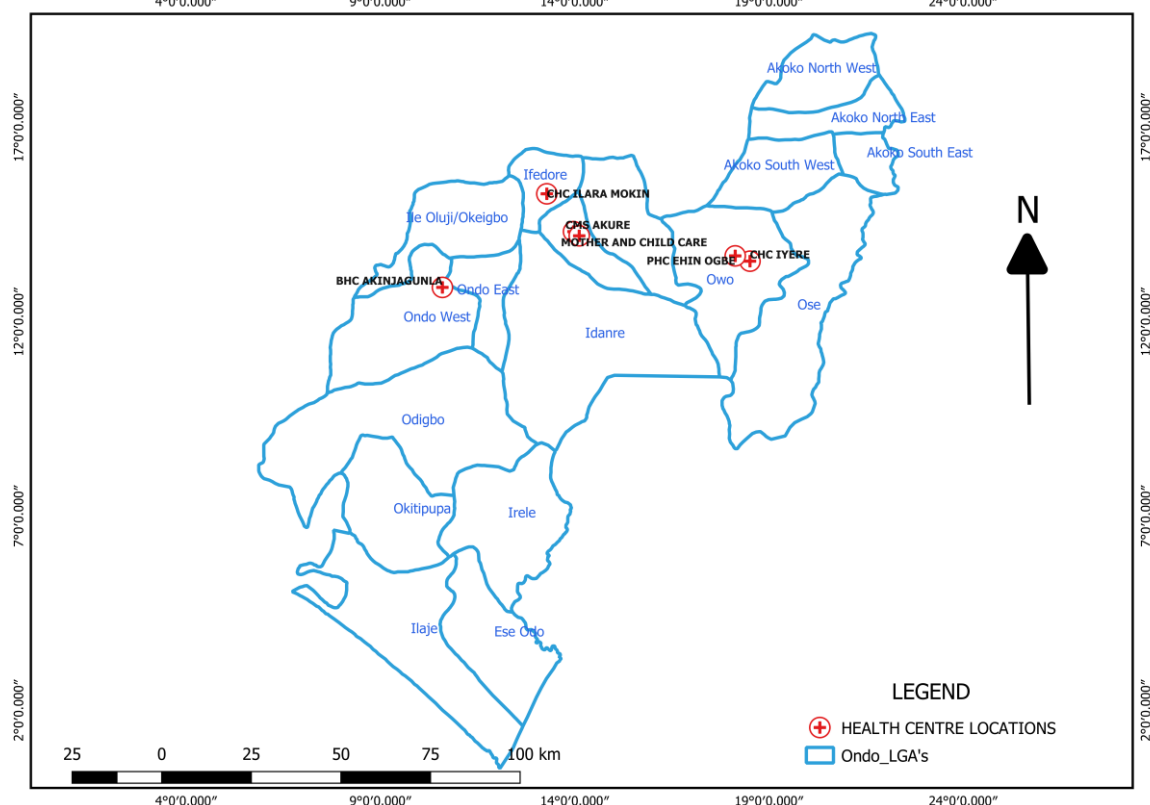 4°0'0.000" 9°0'0.000" 14°0'0.000" 19°0'0.000" 24°0'0.000"
Akoko North West
17°0'0.000"
Akoko North East
17°0'0.000"
Akoko South East
Akoko South West
Ifedore
CHC ILARA MOKIN
Ile Oluji/Okeigbo
N
CMS AKURE
MOTHER AND CHILD CARE
PHC EHIN OGBE
CHC IYERE
BHC AKINJAGUNLA
Owo
Ondo East
Ose
12°0'0.000"
Ondo West
12°0'0.000"
Idanre
Odigbo
7°0'0.000"
Okitipupa
Irele
7°0'0.000"
Ilaje
Ese Odo
2°0'0.000"
2°0'0.000"
LEGEND
HEALTH CENTRE LOCATIONS
Ondo_LGA's
25 0 25 50 75 100 km
4°0'0.000" 9°0'0.000" 14°0'0.000" 19°0'0.000" 24°0'0.000"